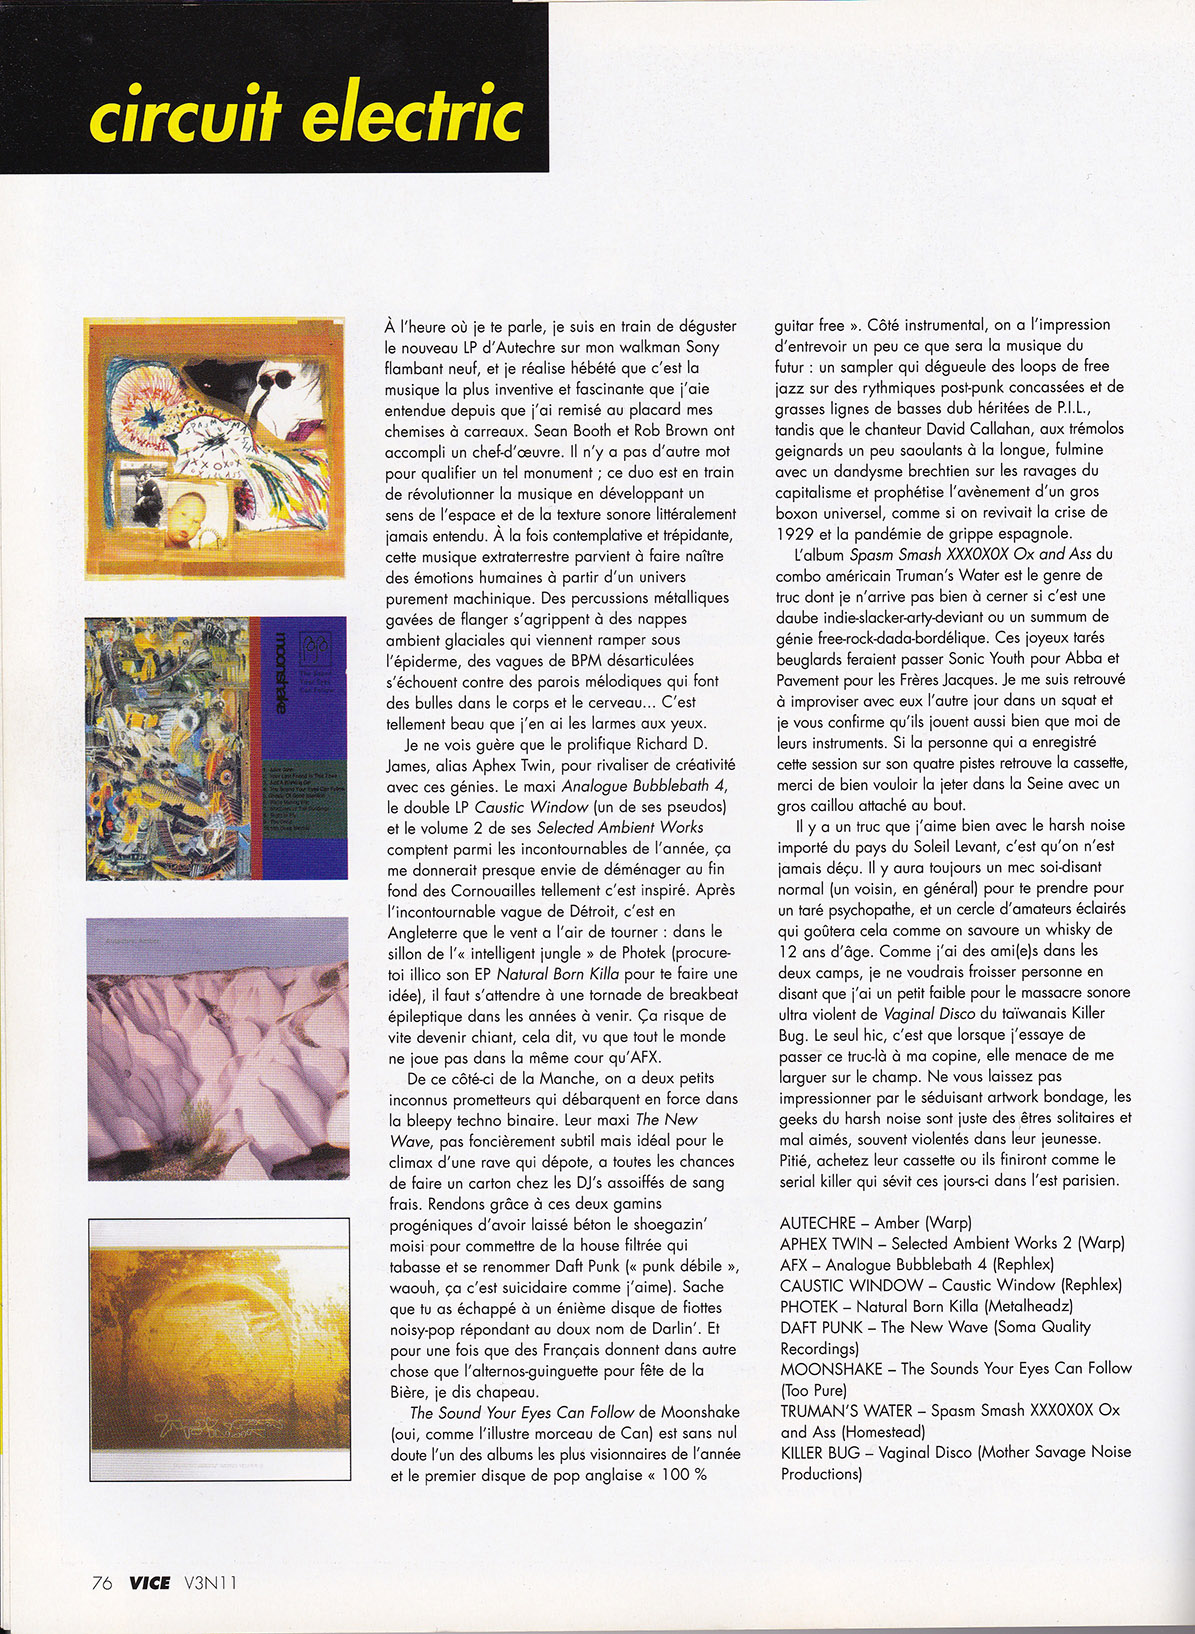 circuit electric
À l'heure où je te parle, je suis en train de déguster
le nouveau LP d'Autechre sur mon walkman Sony
flambant neuf, et je réalise hébété que c'est la
musique la plus inventive et fascinante que j'aie
entendue depuis que j'ai remisé au placard mes
chemises à carreaux. Sean Booth et Rob Brown ont
accompli un chef-d'œuvre. Il n'y a pas d'autre mot
pour qualifier un tel monument ; ce duo est en train
de révolutionner la musique en développant un
sens de l'espace et de la texture sonore littéralement
jamais entendu. À la fois contemplative et trépidante,
cette musique extraterrestre parvient à faire naître
des émotions humaines à partir d'un univers
purement machinique. Des percussions métalliques
gavées de flanger s'agrippent à des nappes
ambient glaciales qui viennent ramper sous
l'épiderme, des vagues de BPM désarticulées
s'échouent contre des parois mélodiques qui font
des bulles dans le corps et le cerveau... C'est
tellement beau que j'en ai les larmes aux yeux.
Je ne vois guère que le prolifique Richard D.
James, alias Aphex Twin, pour rivaliser de créativité
avec ces génies. Le maxi Analogue Bubblebath 4,
le double LP Caustic Window (un de ses pseudos)
et le volume 2 de ses Selected Ambient Works
comptent parmi les incontournables de l'année, ça
me donnerait presque envie de déménager au fin
fond des Cornouailles tellement c'est inspiré. Après
l'incontournable vague de Détroit, c'est en
Angleterre que le vent a l'air de tourner : dans le
sillon de l'« intelligent jungle » de Photek (procure-
toi illico son EP Natural Born Killa pour te faire une
idée), il faut s'attendre à une tornade de breakbeat
épileptique dans les années à venir. Ça risque de
vite devenir chiant, cela dit, vu que tout le monde
ne joue pas dans la même cour qu'AFX.
De ce côté-ci de la Manche, on a deux petits
inconnus prometteurs qui débarquent en force dans
la bleepy techno binaire. Leur maxi The New
Wave, pas foncièrement subtil mais idéal pour le
climax d'une rave qui dépote, a toutes les chances
de faire un carton chez les DJ's assoiffés de sang
frais. Rendons grâce à ces deux gamins
progéniques d'avoir laissé béton le shoegazin'
moisi pour commettre de la house filtrée qui
tabasse et se renommer Daft Punk (« punk débile »,
waouh, ça c'est suicidaire comme j'aime). Sache
que tu as échappé à un énième disque de fiottes
noisy-pop répondant au doux nom de Darlin'. Et
pour une fois que des Français donnent dans autre
chose que l'alternos-guinguette pour fête de la
Bière, je dis chapeau.
The Sound Your Eyes Can Follow de Moonshake
(oui, comme l'illustre morceau de Can) est sans nul
doute l'un des albums les plus visionnaires de l'année
et le premier disque de pop anglaise « 100 %
guitar free ». Côté instrumental, on a l'impression
d'entrevoir un peu ce que sera la musique du
futur : un sampler qui dégueule des loops de free
jazz sur des rythmiques post-punk concassées et de
grasses lignes de basses dub héritées de P.I.L.,
tandis que le chanteur David Callahan, aux trémolos
geignards un peu saoulants à la longue, fulmine
avec un dandysme brechtien sur les ravages du
capitalisme et prophétise l'avènement d'un gros
boxon universel, comme si on revivait la crise de
1929 et la pandémie de grippe espagnole.
L'album Spasm Smash XXX0X0X Ox and Ass du
combo américain Truman's Water est le genre de
truc dont je n'arrive pas bien à cerner si c'est une
daube indie-slacker-arty-deviant ou un summum de
génie free-rock-dada-bordélique. Ces joyeux tarés
beuglards feraient passer Sonic Youth pour Abba et
Pavement pour les Frères Jacques. Je me suis retrouvé
à improviser avec eux l'autre jour dans un squat et
je vous confirme qu'ils jouent aussi bien que moi de
leurs instruments. Si la personne qui a enregistré
cette session sur son quatre pistes retrouve la cassette,
merci de bien vouloir la jeter dans la Seine avec un
gros caillou attaché au bout.
Il y a un truc que j'aime bien avec le harsh noise
importé du pays du Soleil Levant, c'est qu'on n'est
jamais déçu. Il y aura toujours un mec soi-disant
normal (un voisin, en général) pour te prendre pour
un taré psychopathe, et un cercle d'amateurs éclairés
qui goûtera cela comme on savoure un whisky de
12 ans d'âge. Comme j'ai des ami(e)s dans les
deux camps, je ne voudrais froisser personne en
disant que j'ai un petit faible pour le massacre sonore
ultra violent de Vaginal Disco du taïwanais Killer
Bug. Le seul hic, c'est que lorsque j'essaye de
passer ce truc-là à ma copine, elle menace de me
larguer sur le champ. Ne vous laissez pas
impressionner par le séduisant artwork bondage, les
geeks du harsh noise sont juste des êtres solitaires et
mal aimés, souvent violentés dans leur jeunesse.
Pitié, achetez leur cassette ou ils finiront comme le
serial killer qui sévit ces jours-ci dans l'est parisien.
AUTECHRE – Amber (Warp)
APHEX TWIN – Selected Ambient Works 2 (Warp)
AFX – Analogue Bubblebath 4 (Rephlex)
CAUSTIC WINDOW – Caustic Window (Rephlex)
PHOTEK – Natural Born Killa (Metalheadz)
DAFT PUNK – The New Wave (Soma Quality
Recordings)
MOONSHAKE – The Sounds Your Eyes Can Follow
(Too Pure)
TRUMAN'S WATER – Spasm Smash XXX0X0X Ox
and Ass (Homestead)
KILLER BUG – Vaginal Disco (Mother Savage Noise
Productions)
moonshake
76 VICE V3N11